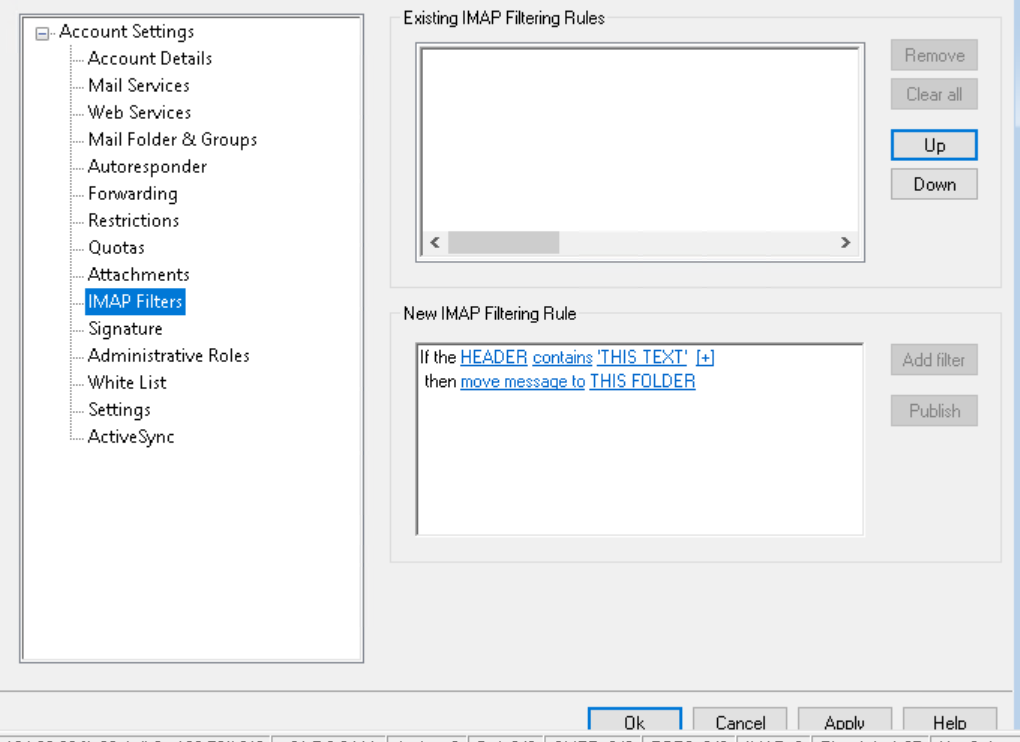 Account Settings
Account Details
Mail Services
Web Services
Mail Folder & Groups
Autoresponder
Forwarding
Restrictions
Quotas
Attachments
IMAP Filters
Signature
Administrative Roles
White List
Settings
ActiveSync
Existing IMAP Filtering Rules
Remove
Clear all
Up
Down
New IMAP Filtering Rule
If the HEADER contains 'THIS TEXT' [+]
then move message to THIS FOLDER
Add filter
Publish
Ok Cancel Apply Help